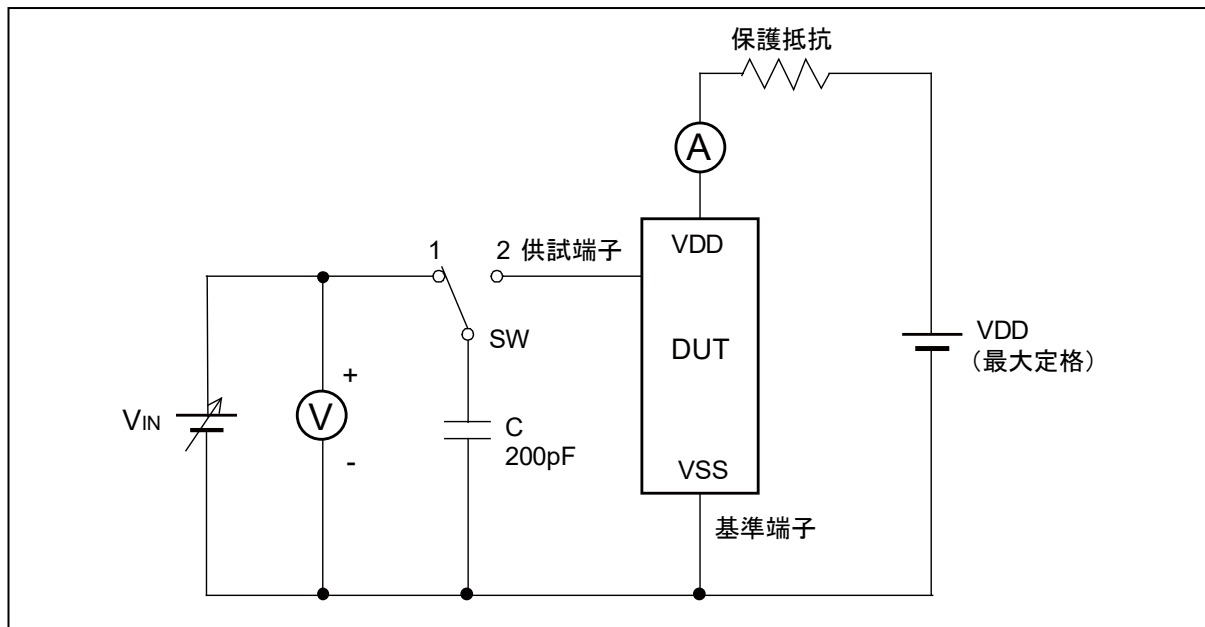 保護抵抗
A
1
2 供試端子
VDD
SW
DUT
VDD
(最大定格)
+
VIN
V
C
200pF
-
VSS
基準端子